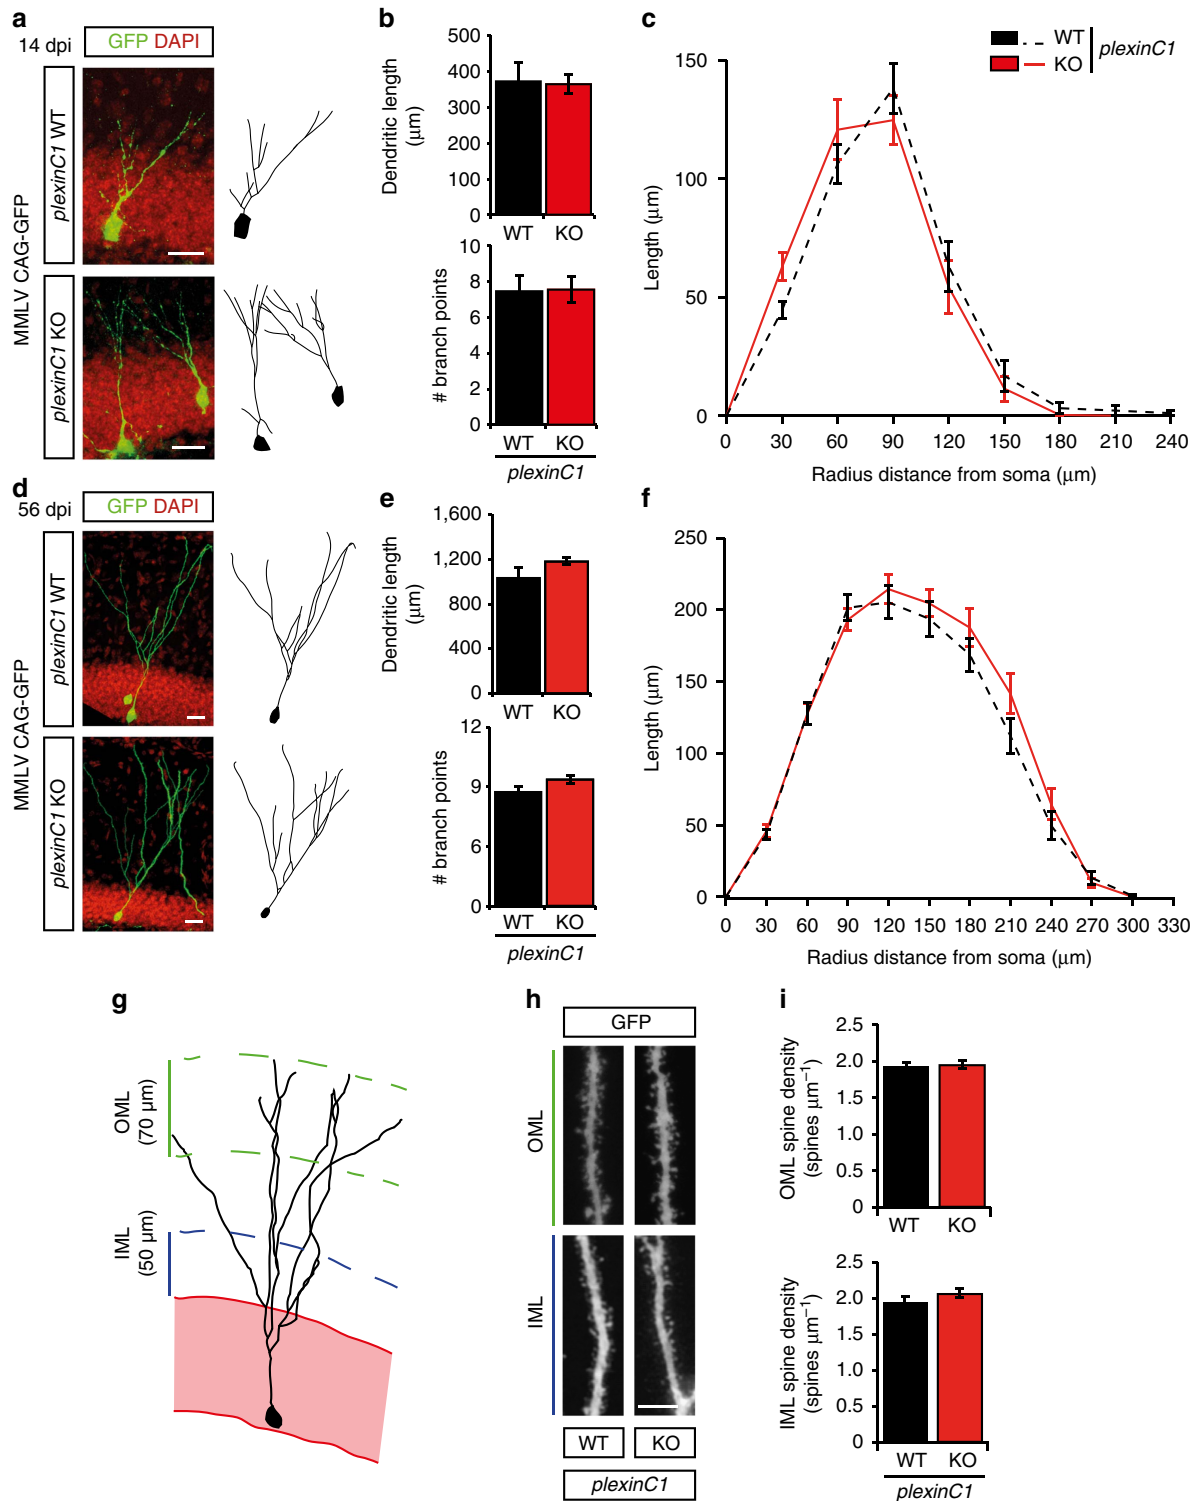 a
14 dpi
GFP DAPI
MMLV CAG-GFP
plexinC1 WT
plexinC1 KO
b
Dendritic length
(μm)
500
400
300
200
100
0
WT KO
# branch points
10
8
6
4
2
0
WT KO
plexinC1
c
WT
KO
plexinC1
Length (μm)
150
100
50
0
0 30 60 90 120 150 180 210 240
Radius distance from soma (μm)
d
56 dpi
GFP DAPI
MMLV CAG-GFP
plexinC1 WT
plexinC1 KO
e
Dendritic length
(μm)
1,600
1,200
800
400
0
WT KO
# branch points
12
9
6
3
0
WT KO
plexinC1
f
Length (μm)
250
200
150
100
50
0
0 30 60 90 120 150 180 210 240 270 300 330
Radius distance from soma (μm)
g
OML
(70 μm)
IML
(50 μm)
h
GFP
OML
IML
WT KO
plexinC1
i
OML spine density
(spines μm⁻¹)
2.5
2.0
1.5
1.0
0.5
0
WT KO
IML spine density
(spines μm⁻¹)
2.5
2.0
1.5
1.0
0.5
0
WT KO
plexinC1